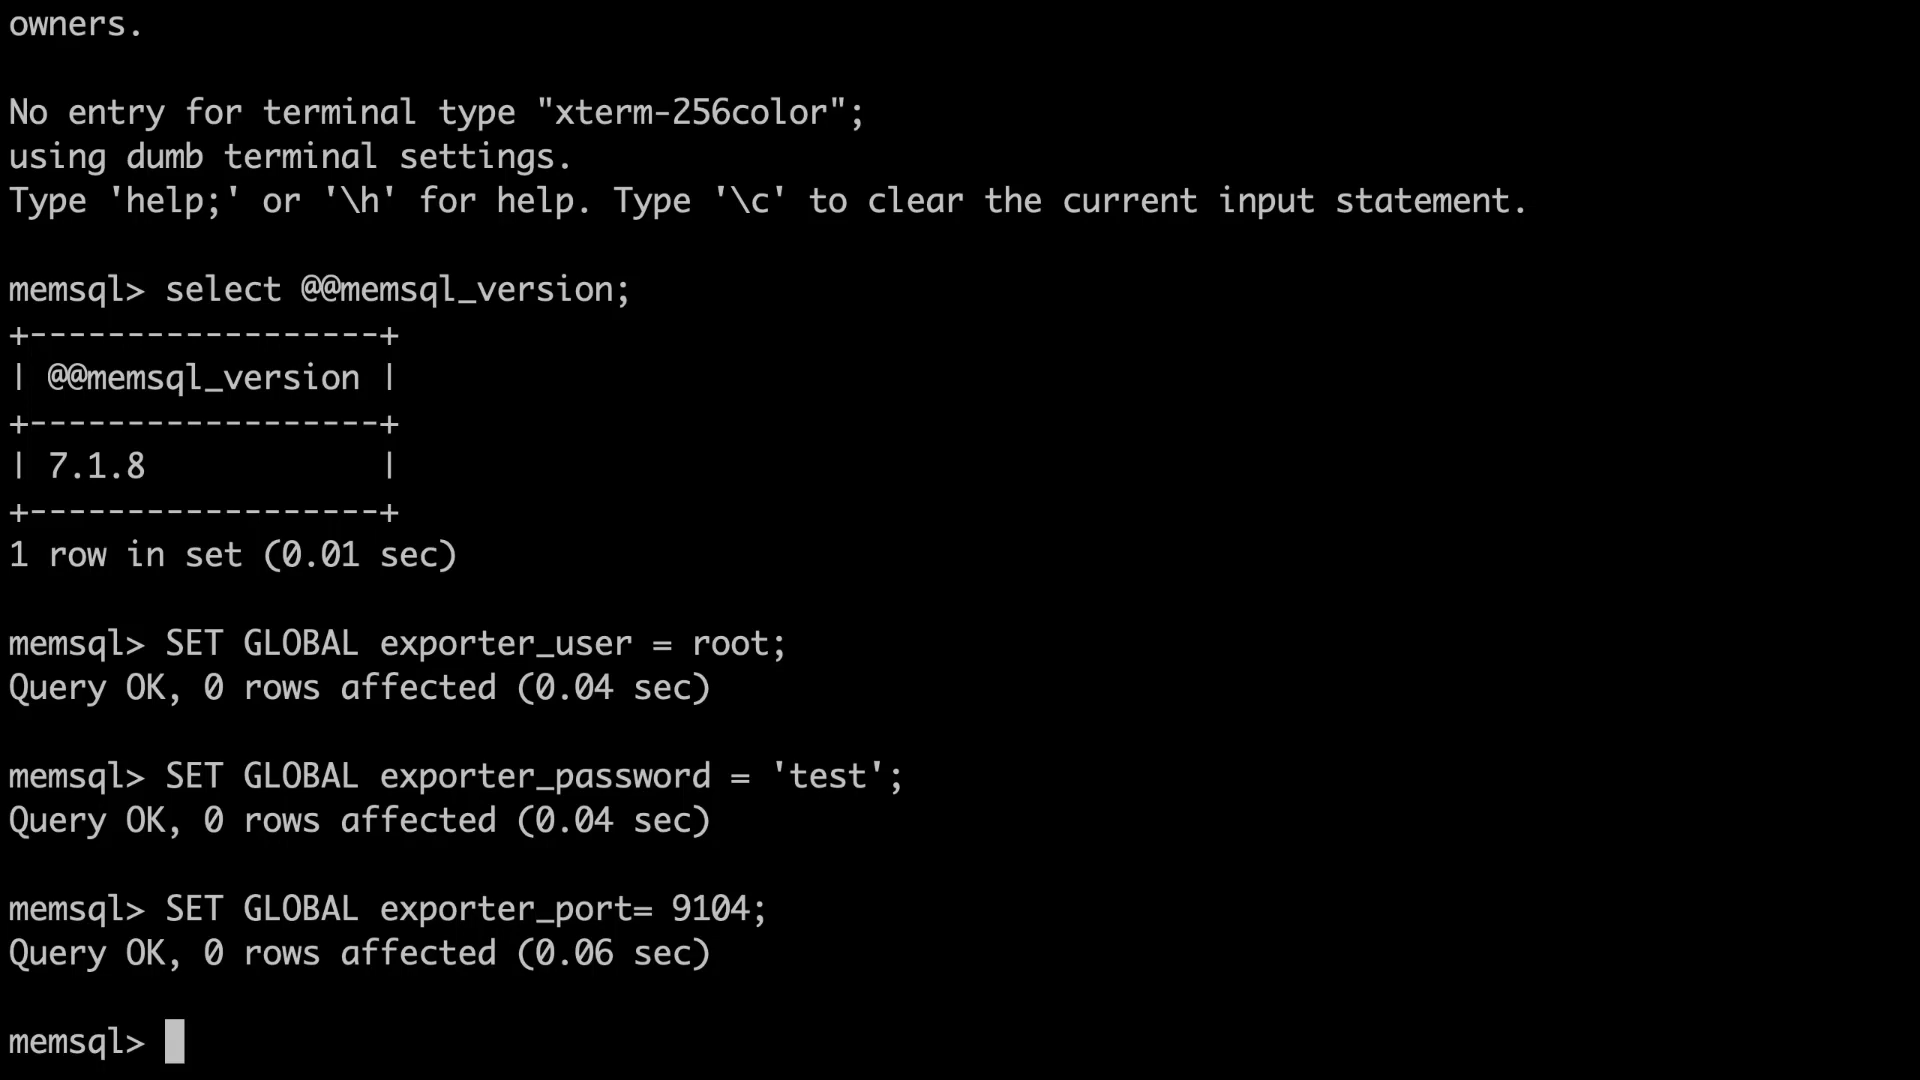 owners.
No entry for terminal type "xterm-256color";
using dumb terminal settings.
Type 'help;' or '\h' for help. Type '\c' to clear the current input statement.
memsql> select @@memsql_version;
+------------------+
| @@memsql_version |
+------------------+
| 7.1.8            |
+------------------+
1 row in set (0.01 sec)
memsql> SET GLOBAL exporter_user = root;
Query OK, 0 rows affected (0.04 sec)
memsql> SET GLOBAL exporter_password = 'test';
Query OK, 0 rows affected (0.04 sec)
memsql> SET GLOBAL exporter_port= 9104;
Query OK, 0 rows affected (0.06 sec)
memsql>